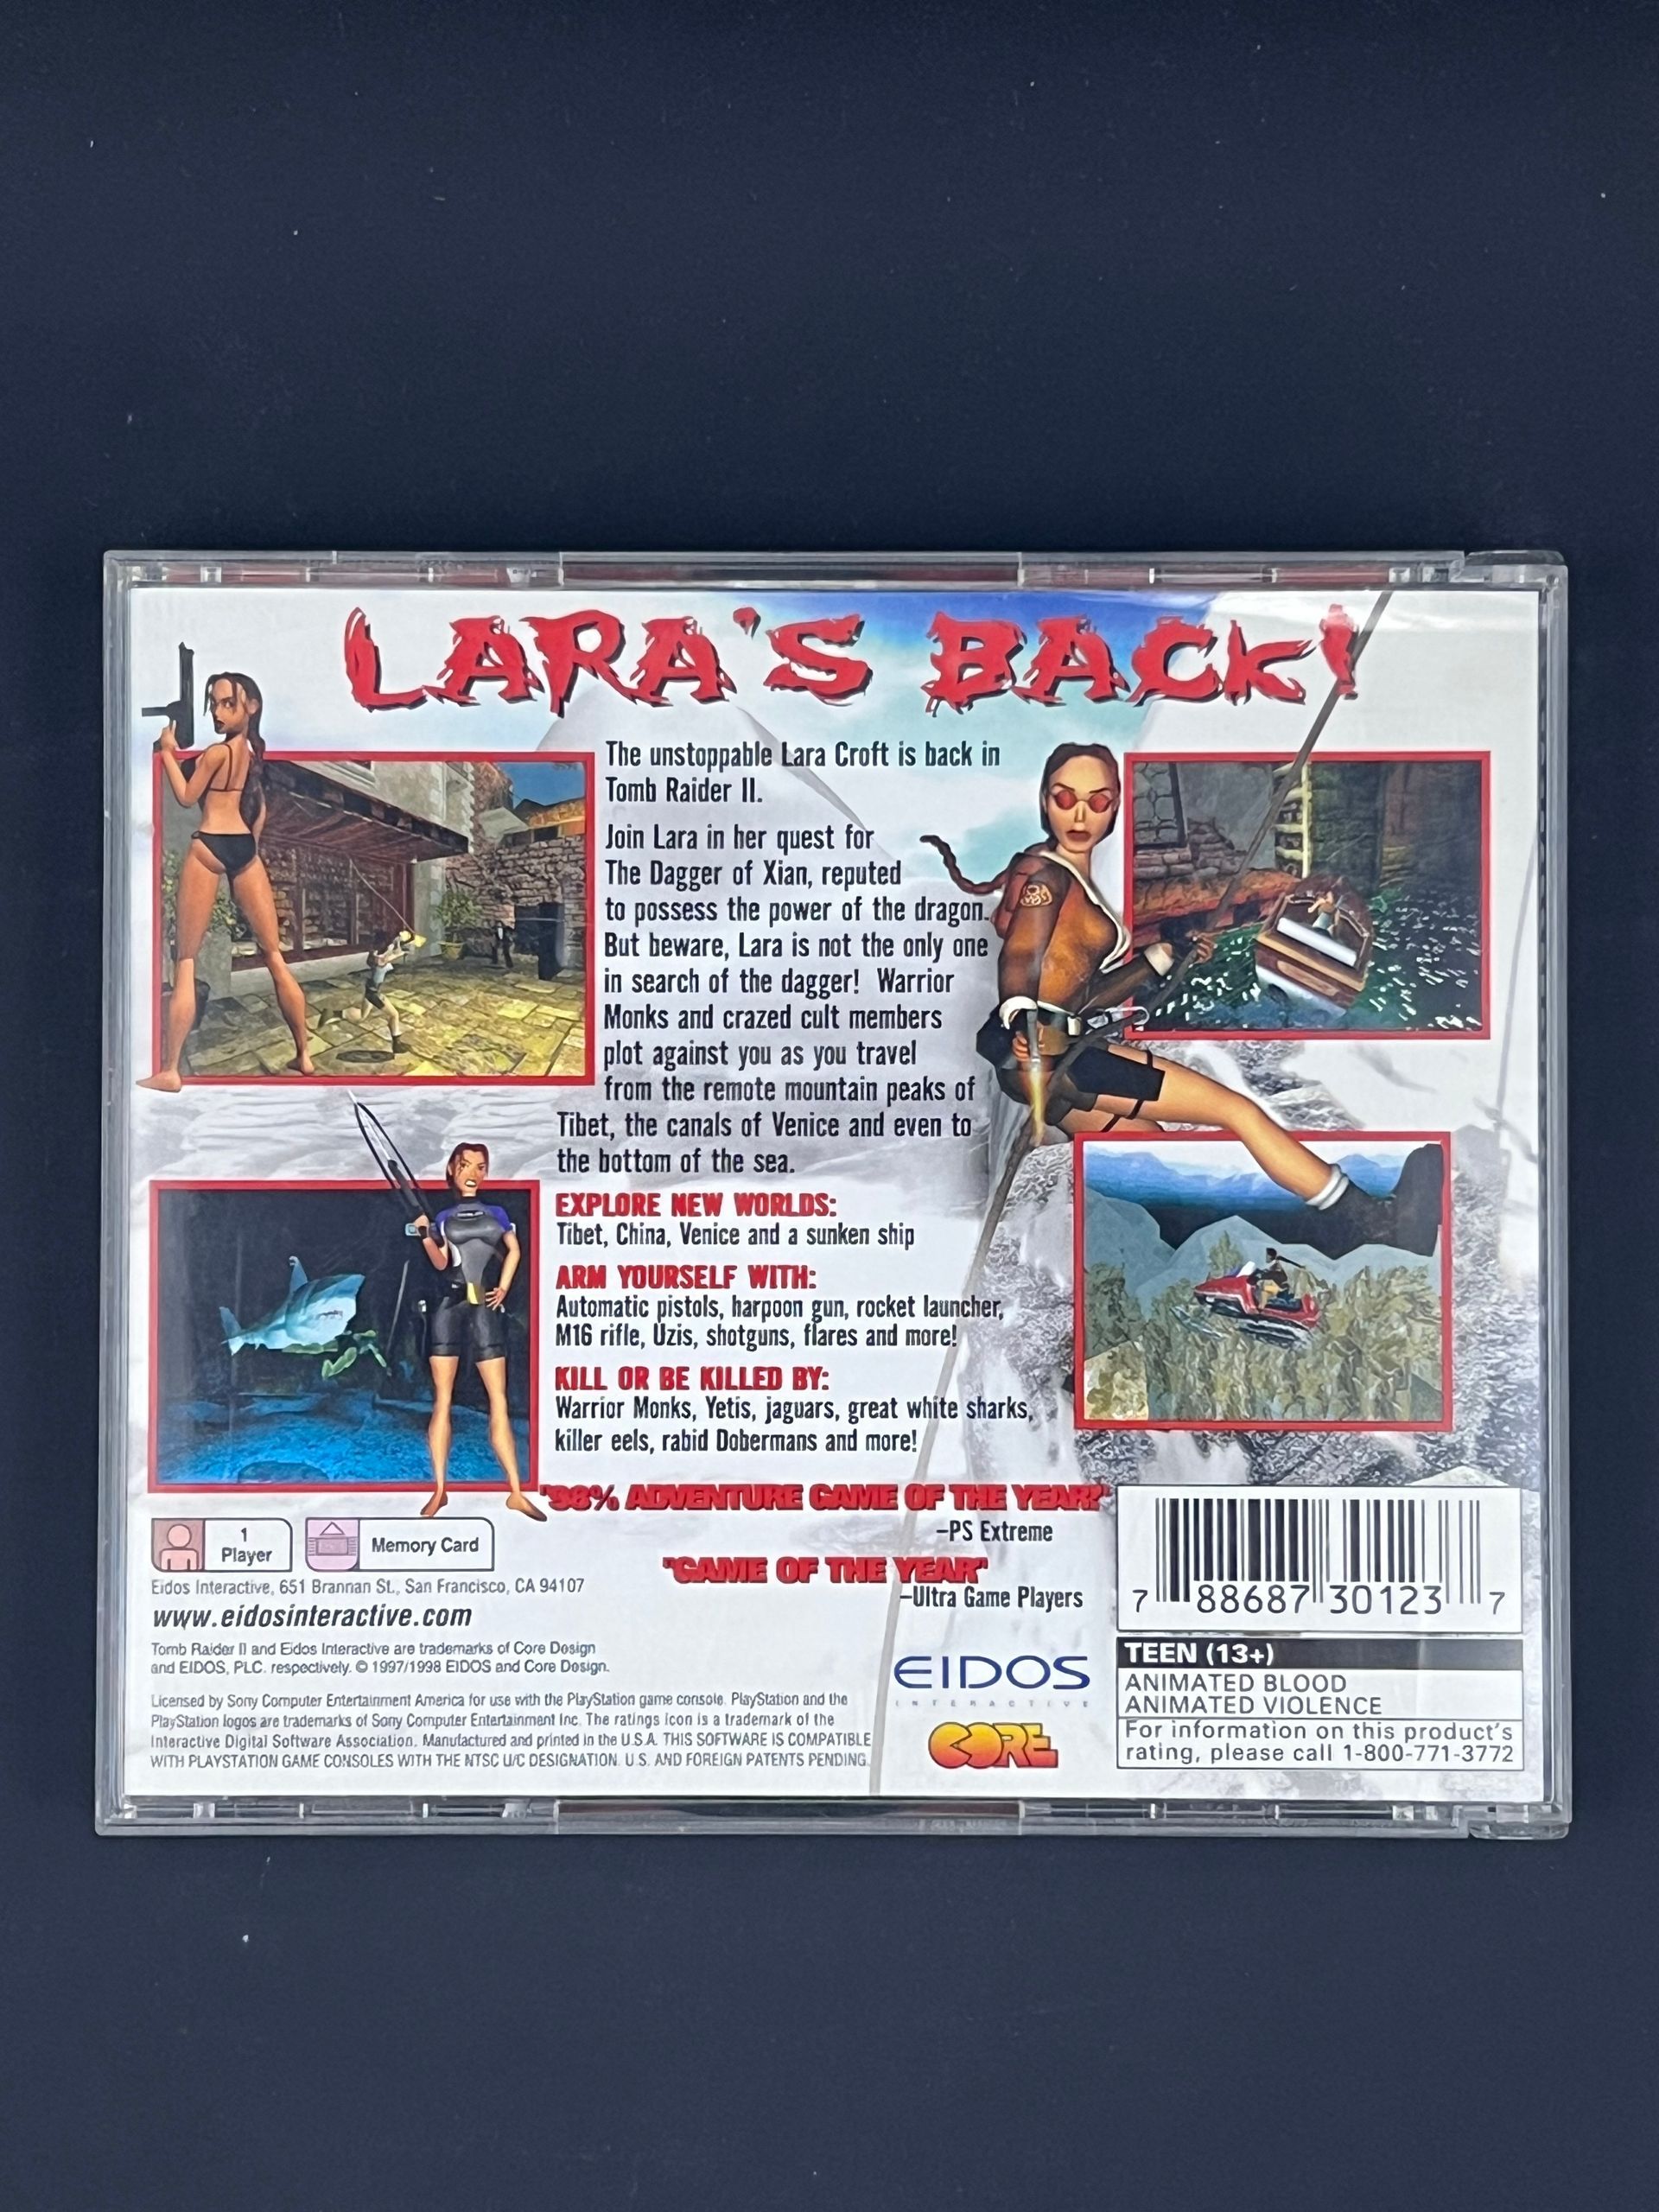 LARA'S BACK!
The unstoppable Lara Croft is back in
Tomb Raider II.
Join Lara in her quest for
The Dagger of Xian, reputed
to possess the power of the dragon.
But beware, Lara is not the only one
in search of the dagger! Warrior
Monks and crazed cult members
plot against you as you travel
from the remote mountain peaks of
Tibet, the canals of Venice and even to
the bottom of the sea.
EXPLORE NEW WORLDS:
Tibet, China, Venice and a sunken ship
ARM YOURSELF WITH:
Automatic pistols, harpoon gun, rocket launcher,
M16 rifle, Uzis, shotguns, flares and more!
KILL OR BE KILLED BY:
Warrior Monks, Yetis, jaguars, great white sharks,
killer eels, rabid Dobermans and more!
"98% ADVENTURE GAME OF THE YEAR"
–PS Extreme
"GAME OF THE YEAR"
–Ultra Game Players
1
Player
Memory Card
Eidos Interactive, 651 Brannan St., San Francisco, CA 94107
www.eidosinteractive.com
Tomb Raider II and Eidos Interactive are trademarks of Core Design
and EIDOS, PLC. respectively. © 1997/1998 EIDOS and Core Design.
Licensed by Sony Computer Entertainment America for use with the PlayStation game console. PlayStation and the
PlayStation logos are trademarks of Sony Computer Entertainment Inc. The ratings icon is a trademark of the
Interactive Digital Software Association. Manufactured and printed in the U.S.A. THIS SOFTWARE IS COMPATIBLE
WITH PLAYSTATION GAME CONSOLES WITH THE NTSC U/C DESIGNATION. U.S. AND FOREIGN PATENTS PENDING.
EIDOS
INTERACTIVE
CORE
7 88687 30123 7
TEEN (13+)
ANIMATED BLOOD
ANIMATED VIOLENCE
For information on this product's
rating, please call 1-800-771-3772